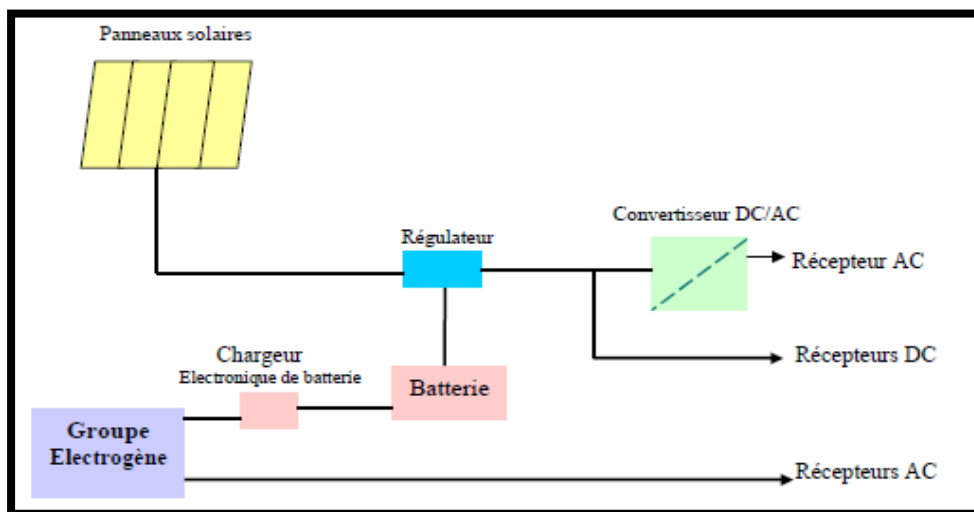 Panneaux solaires
Convertisseur DC/AC
Régulateur
Récepteur AC
Récepteurs DC
Chargeur
Electronique de batterie
Batterie
Groupe
Electrogène
Récepteurs AC